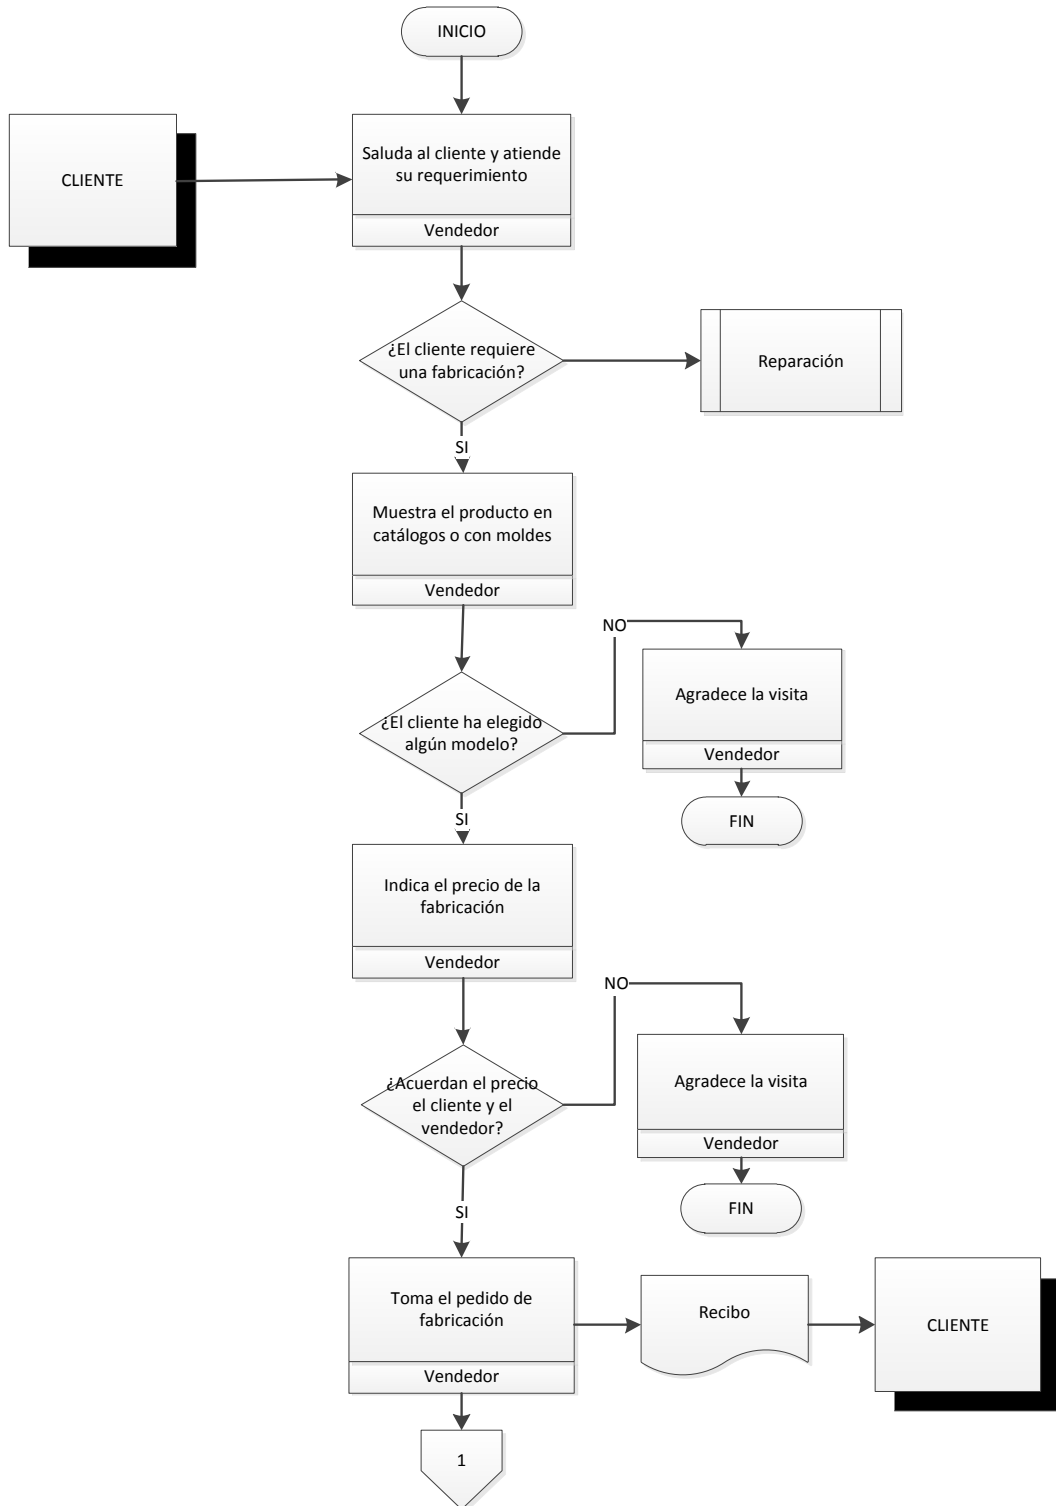 INICIO
CLIENTE
Saluda al cliente y atiende
su requerimiento
Vendedor
¿El cliente requiere
una fabricación?
Reparación
SI
Muestra el producto en
catálogos o con moldes
Vendedor
NO
Agradece la visita
Vendedor
¿El cliente ha elegido
algún modelo?
FIN
SI
Indica el precio de la
fabricación
Vendedor
NO
Agradece la visita
Vendedor
¿Acuerdan el precio
el cliente y el
vendedor?
FIN
SI
Toma el pedido de
fabricación
Vendedor
Recibo
CLIENTE
1